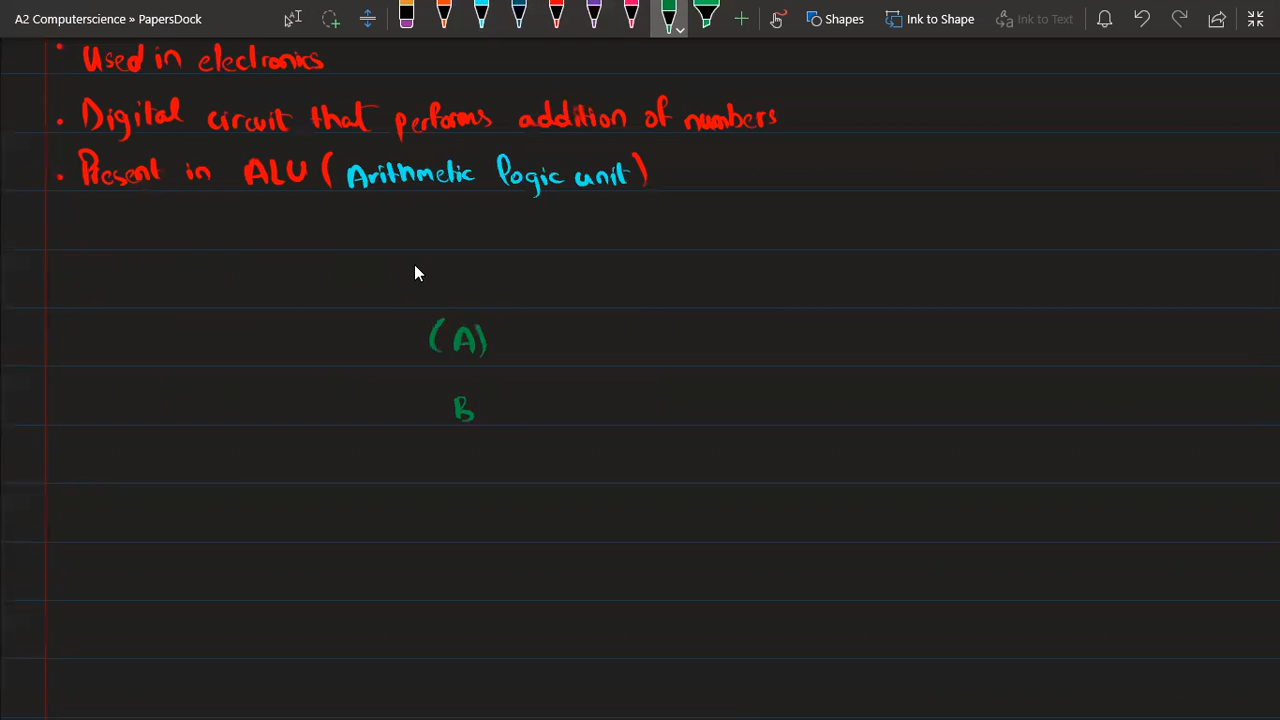 A2 Computerscience » PapersDock
Shapes
Ink to Shape
Ink to Text
• Used in electronics
• Digital circuit that performs addition of numbers
• Present in ALU (Arithmetic logic unit)
(A)
B